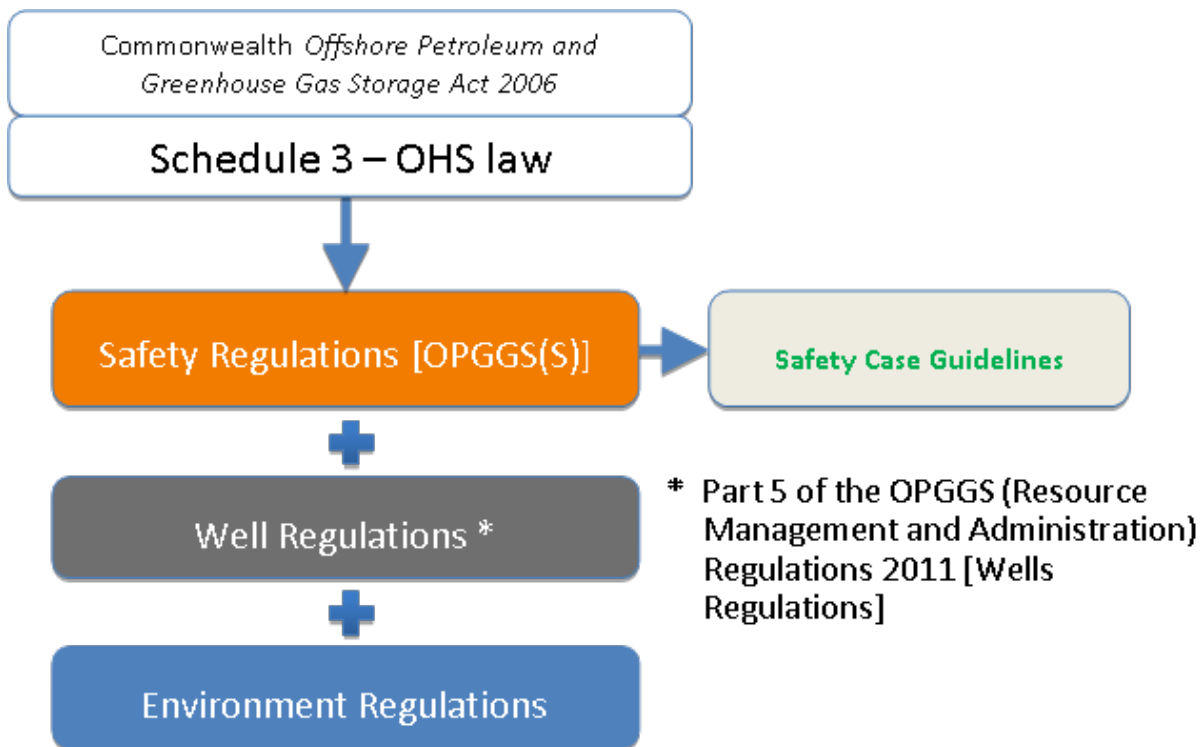 Commonwealth Offshore Petroleum and
Greenhouse Gas Storage Act 2006
Schedule 3 – OHS law
Safety Regulations [OPGGS(S)]
Safety Case Guidelines
Well Regulations *
* Part 5 of the OPGGS (Resource
Management and Administration)
Regulations 2011 [Wells
Regulations]
Environment Regulations